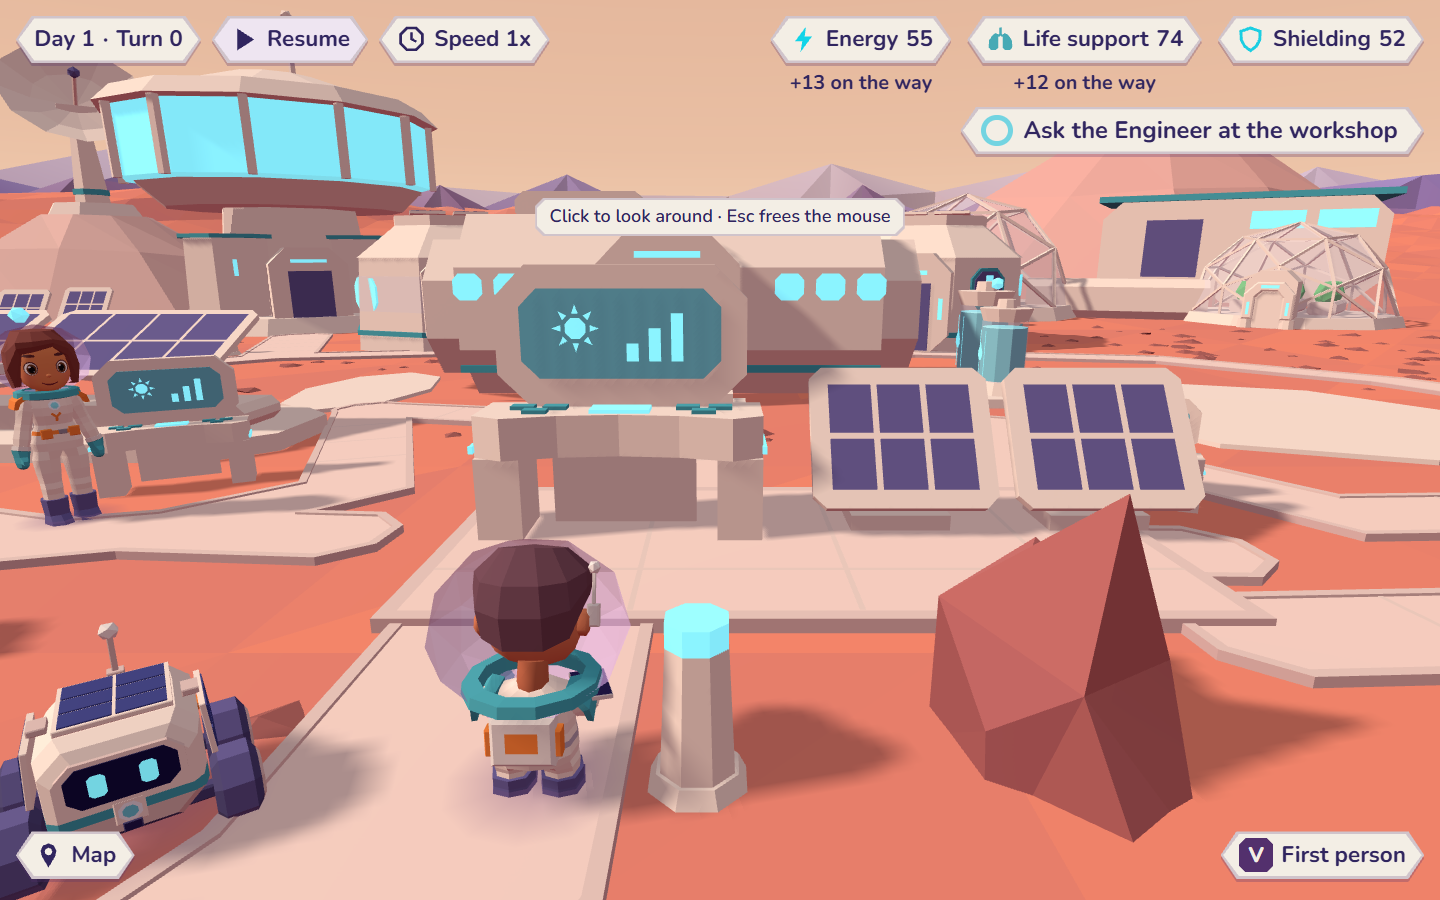 Day 1 · Turn 0
Resume
Speed 1x
Energy 55
Life support 74
Shielding 52
+13 on the way
+12 on the way
Ask the Engineer at the workshop
Click to look around · Esc frees the mouse
Map
V First person